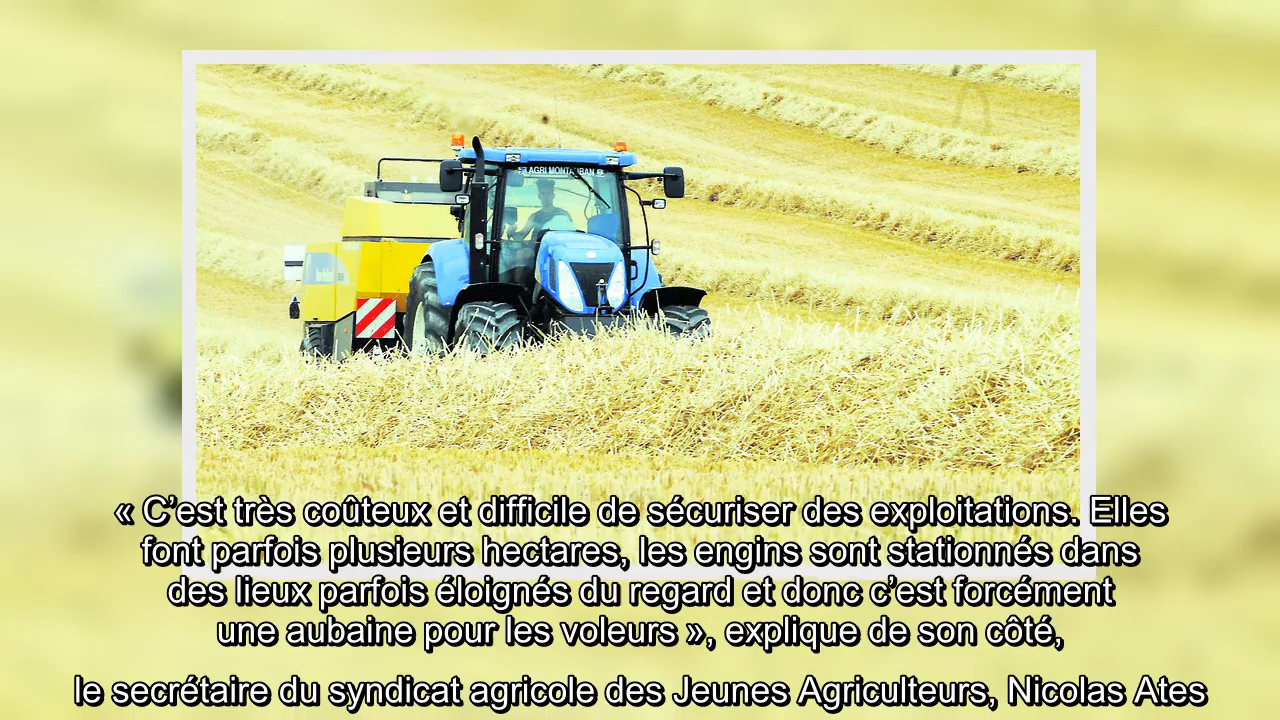 AGRI MONTAUBAN
« C’est très coûteux et difficile de sécuriser des exploitations. Elles
font parfois plusieurs hectares, les engins sont stationnés dans
des lieux parfois éloignés du regard et donc c’est forcément
une aubaine pour les voleurs », explique de son côté,
le secrétaire du syndicat agricole des Jeunes Agriculteurs, Nicolas Ates